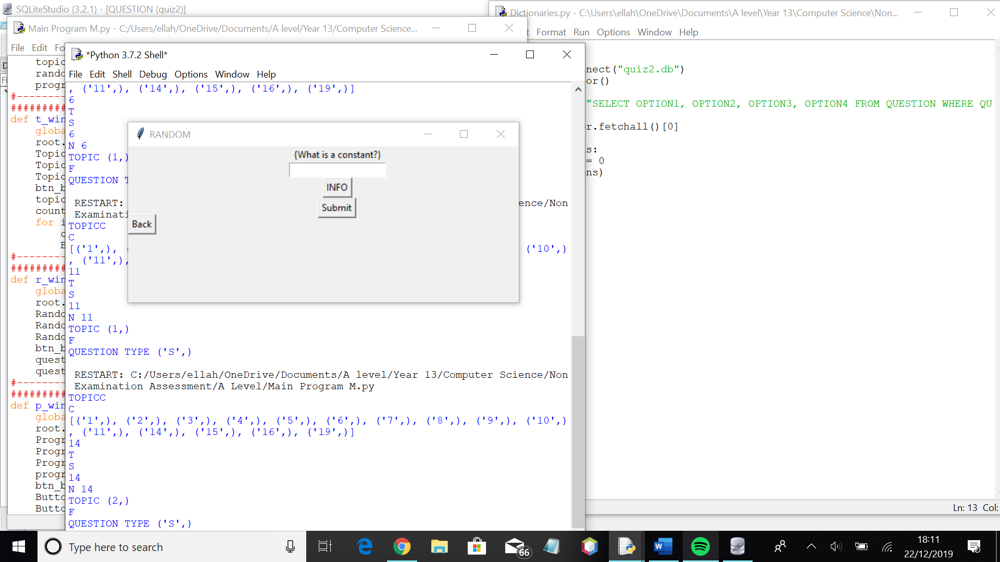 SQLiteStudio (3.2.1) - [QUESTION (quiz2)]
Dictionaries.py - C:\Users\ellah\OneDrive\Documents\A level\Year 13\Computer Science\Non...
Format Run Options Window Help
nect("quiz2.db")
or()
"SELECT OPTION1, OPTION2, OPTION3, OPTION4 FROM QUESTION WHERE QU
r.fetchall()[0]
s:
= 0
ns)
Ln: 13 Col:
Main Program M.py - C:/Users/ellah/OneDrive/Documents/A level/Year 13/Computer Science...
File Edit Fo
topic
rando
progr
#--------
#########
def t_win
globa
root.
Topic
Topic
Topic
btn_b
topic
count
for i
#--------
#########
def r_win
globa
root.
Rando
Rando
Rando
btn_b
quest
quest
#--------
#########
def p_win
globa
root.
Progr
Progr
Progr
progr
btn_b
Butto
Butto
*Python 3.7.2 Shell*
File Edit Shell Debug Options Window Help
, ('11',), ('14',), ('15',), ('16',), ('19',)]
6
T
S
6
N 6
TOPIC (1,)
F
QUESTION T
RESTART: ence/Non
Examinati
TOPICC
C
[('1',), ('10',)
, ('11',),
11
T
S
11
N 11
TOPIC (1,)
F
QUESTION TYPE ('S',)
RESTART: C:/Users/ellah/OneDrive/Documents/A level/Year 13/Computer Science/Non
Examination Assessment/A Level/Main Program M.py
TOPICC
C
[('1',), ('2',), ('3',), ('4',), ('5',), ('6',), ('7',), ('8',), ('9',), ('10',)
, ('11',), ('14',), ('15',), ('16',), ('19',)]
14
T
S
14
N 14
TOPIC (2,)
F
QUESTION TYPE ('S',)
RANDOM
{What is a constant?}
INFO
Submit
Back
Type here to search
66
18:11
22/12/2019